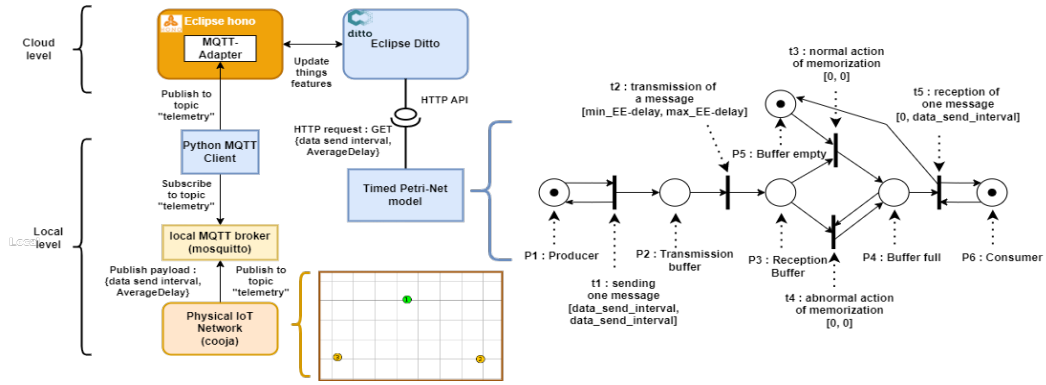 Cloud
level
Eclipse hono
MQTT-
Adapter
ditto
Eclipse Ditto
Update
things
features
Publish to
topic
"telemetry"
HTTP API
HTTP request : GET
{data send interval,
AverageDelay}
Python MQTT
Client
Timed Petri-Net
model
Subscribe to
topic
"telemetry"
Local
level
local MQTT broker
(mosquitto)
Publish payload :
{data send interval,
AverageDelay}
Publish to
topic
"telemetry"
Physical IoT
Network
(cooja)
1
3
2
t3 : normal action
of memorization
[0, 0]
t2 : transmission of
a message
[min_EE-delay, max_EE-delay]
t5 : reception of
one message
[0, data_send_interval]
P5 : Buffer empty
P1 : Producer
P2 : Transmission
buffer
P3 : Reception
Buffer
P4 : Buffer full
P6 : Consumer
t1 : sending
one message
[data_send_interval,
data_send_interval]
t4 : abnormal action
of memorization
[0, 0]